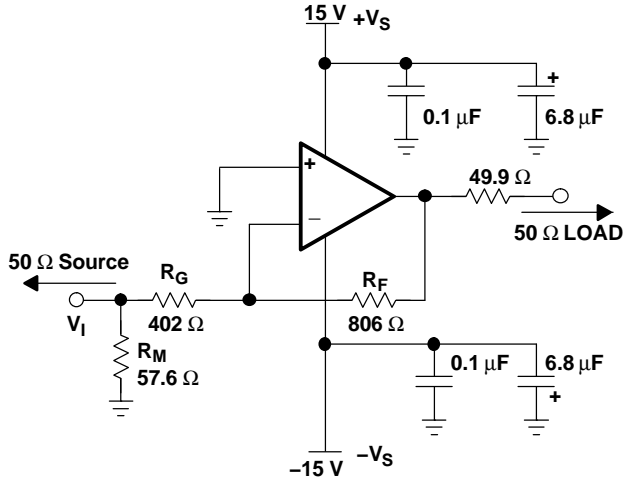 15 V +VS
+
0.1 μF
6.8 μF
+
−
49.9 Ω
50 Ω LOAD
50 Ω Source
RG
RF
VI
402 Ω
806 Ω
RM
57.6 Ω
0.1 μF
6.8 μF
+
−15 V −VS